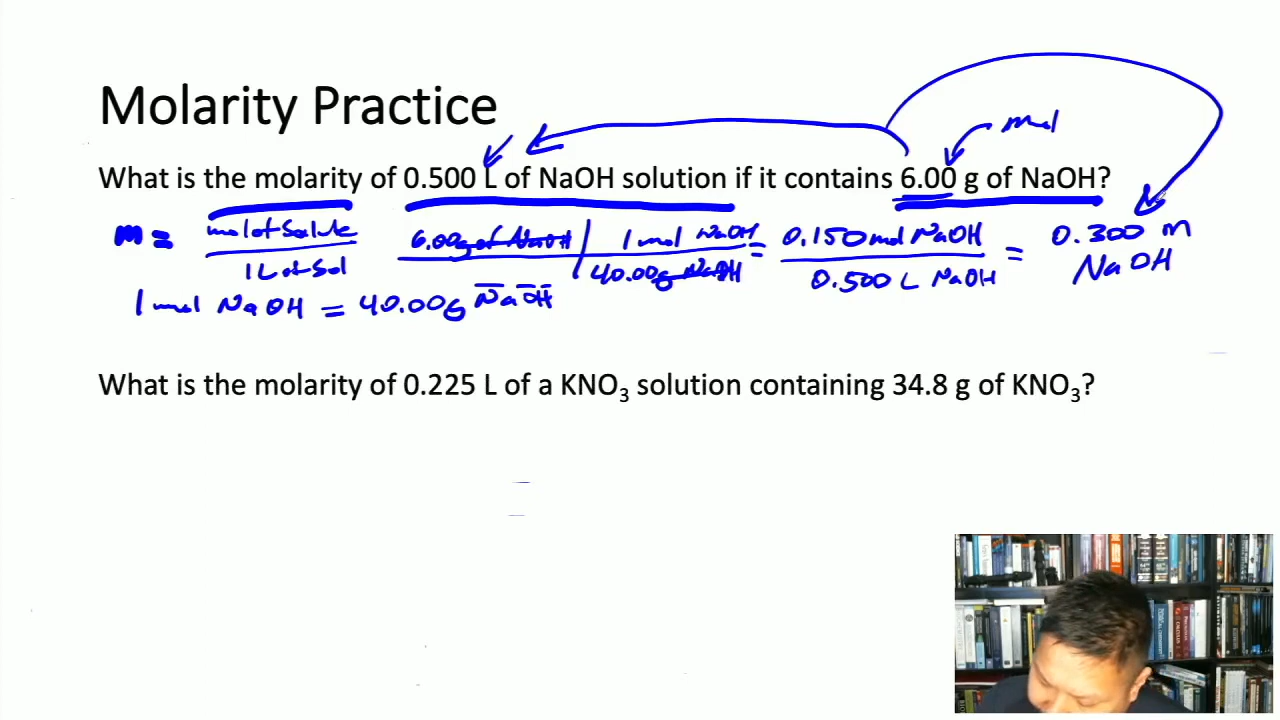 Molarity Practice
mol
What is the molarity of 0.500 L of NaOH solution if it contains 6.00 g of NaOH?
m = mol of Solute / 1 L of Sol 6.00g of NaOH / 1 mol NaOH / 40.00g NaOH = 0.150 mol NaOH / 0.500 L NaOH = 0.300 m NaOH
1 mol NaOH = 40.00g NaOH
What is the molarity of 0.225 L of a KNO₃ solution containing 34.8 g of KNO₃?